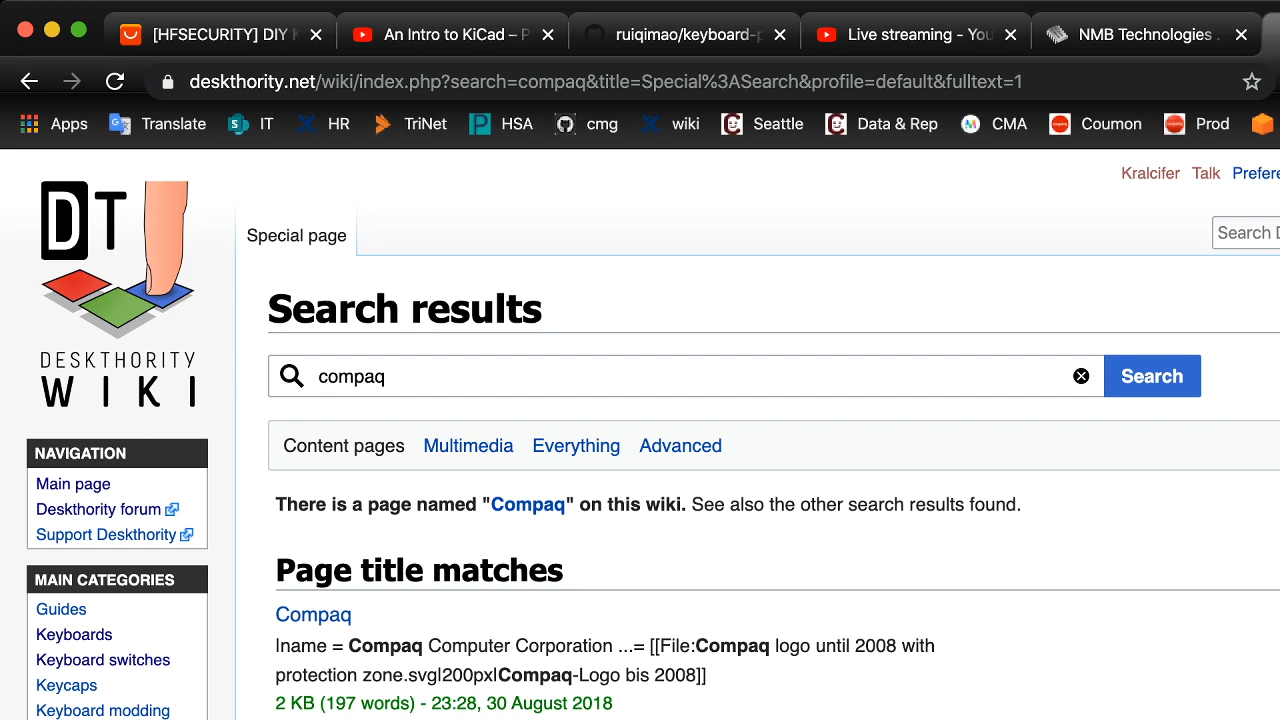 [HFSECURITY] DIY
An Intro to KiCad –
ruiqimao/keyboard-
Live streaming -
NMB Technologies
deskthority.net/wiki/index.php?search=compaq&title=Special%3ASearch&profile=default&fulltext=1
Apps Translate IT HR TriNet HSA cmg wiki Seattle Data & Rep CMA Coumon Prod
Kralcifer Talk Prefere
DT
DESKTHORITY
WIKI
Special page
Search
Search results
compaq
Search
Content pages Multimedia Everything Advanced
There is a page named "Compaq" on this wiki. See also the other search results found.
Page title matches
Compaq
|name = Compaq Computer Corporation ...= [[File:Compaq logo until 2008 with
protection zone.svg|200px|Compaq-Logo bis 2008]]
2 KB (197 words) - 23:28, 30 August 2018
NAVIGATION
Main page
Deskthority forum
Support Deskthority
MAIN CATEGORIES
Guides
Keyboards
Keyboard switches
Keycaps
Keyboard modding